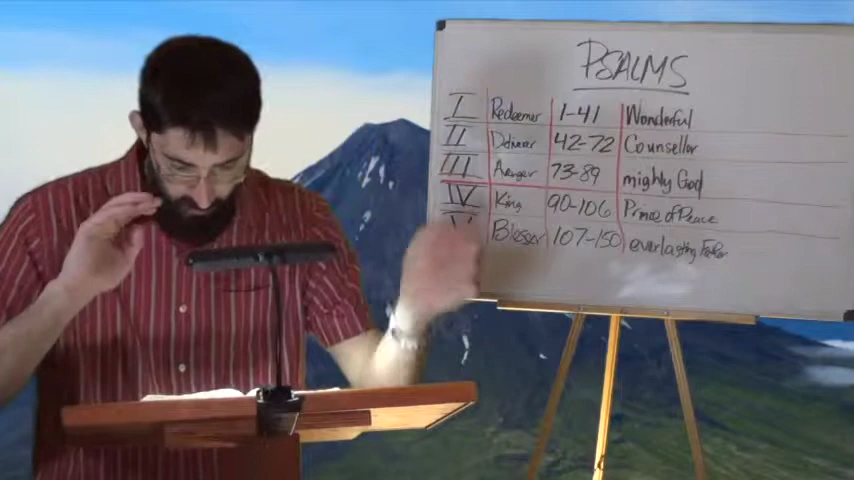 PSALMS
I Redeemer 1-41 Wonderful
II Deliverer 42-72 Counsellor
III Avenger 73-89 Mighty God
IV King 90-106 Prince of Peace
V Blesser 107-150 everlasting Father